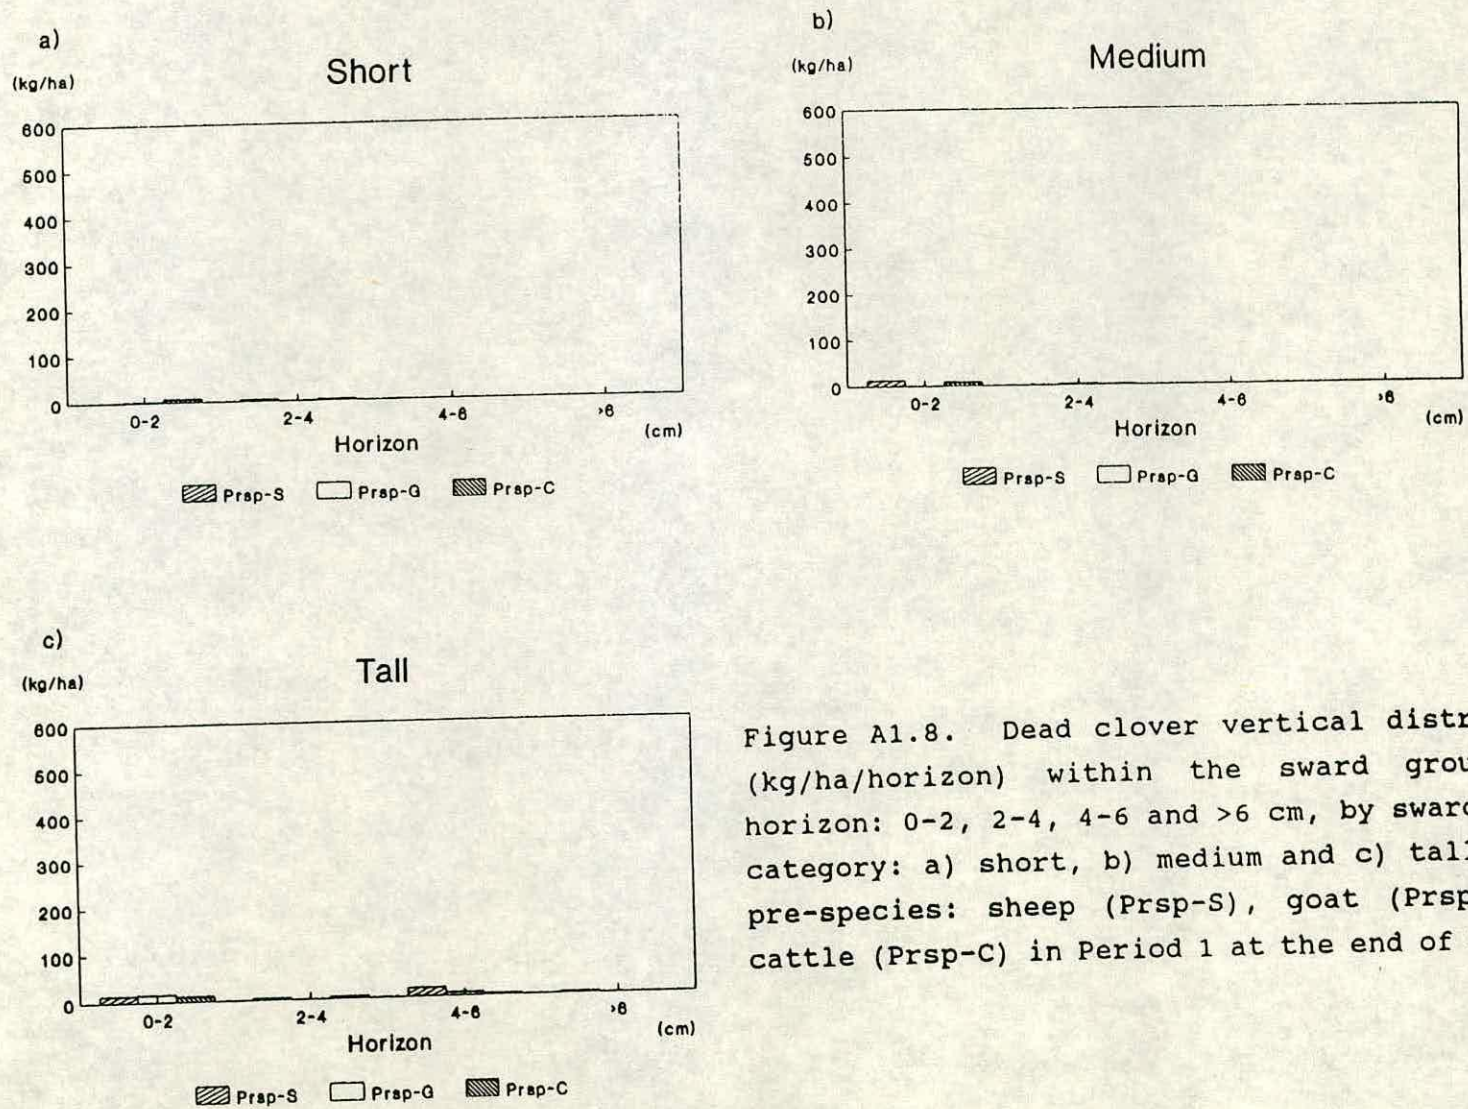 a)
(kg/ha)
Short
600
500
400
300
200
100
0
0-2
2-4
4-6
>6
(cm)
Horizon
Prsp-S Prsp-G Prsp-C
b)
(kg/ha)
Medium
600
500
400
300
200
100
0
0-2
2-4
4-6
>6
(cm)
Horizon
Prsp-S Prsp-G Prsp-C
c)
(kg/ha)
Tall
600
500
400
300
200
100
0
0-2
2-4
4-6
>6
(cm)
Horizon
Prsp-S Prsp-G Prsp-C
Figure A1.8. Dead clover vertical distr
(kg/ha/horizon) within the sward grou
horizon: 0-2, 2-4, 4-6 and >6 cm, by sward
category: a) short, b) medium and c) tall
pre-species: sheep (Prsp-S), goat (Prsp
cattle (Prsp-C) in Period 1 at the end of